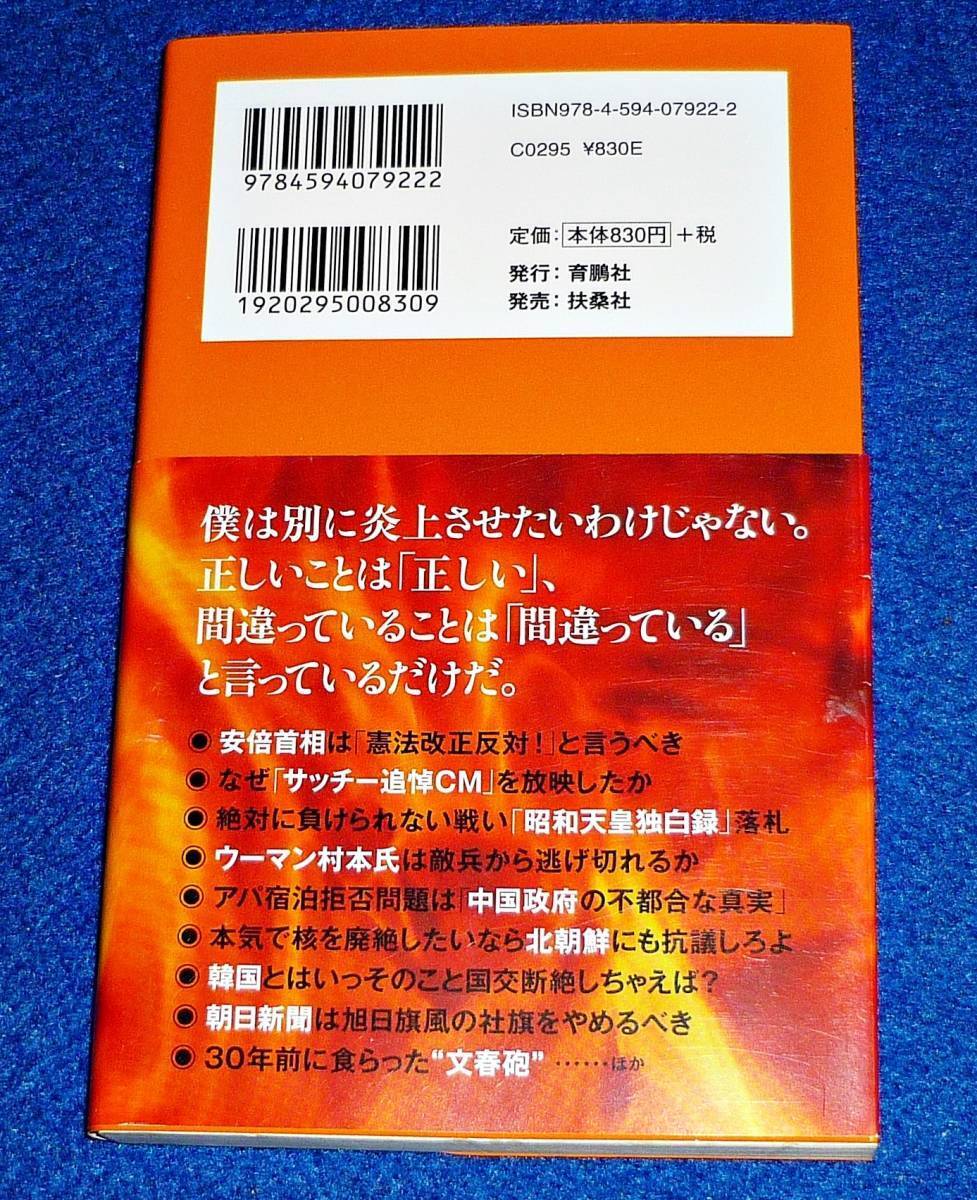 ISBN978-4-594-07922-2
C0295 ¥830E
9784594079222
定価：本体830円＋税
発行：育鵬社
発売：扶桑社
1920295008309
僕は別に炎上させたいわけじゃない。
正しいことは「正しい」、
間違っていることは「間違っている」
と言っているだけだ。
●安倍首相は「憲法改正反対！」と言うべき
●なぜ「サッチー追悼CM」を放映したか
●絶対に負けられない戦い「昭和天皇独白録」落札
●ウーマン村本氏は敵兵から逃げ切れるか
●アパ宿泊拒否問題は「中国政府の不都合な真実」
●本気で核を廃絶したいなら北朝鮮にも抗議しろよ
●韓国とはいっそのこと国交断絶しちゃえば？
●朝日新聞は旭日旗風の社旗をやめるべき
●30年前に食らった“文春砲”……ほか